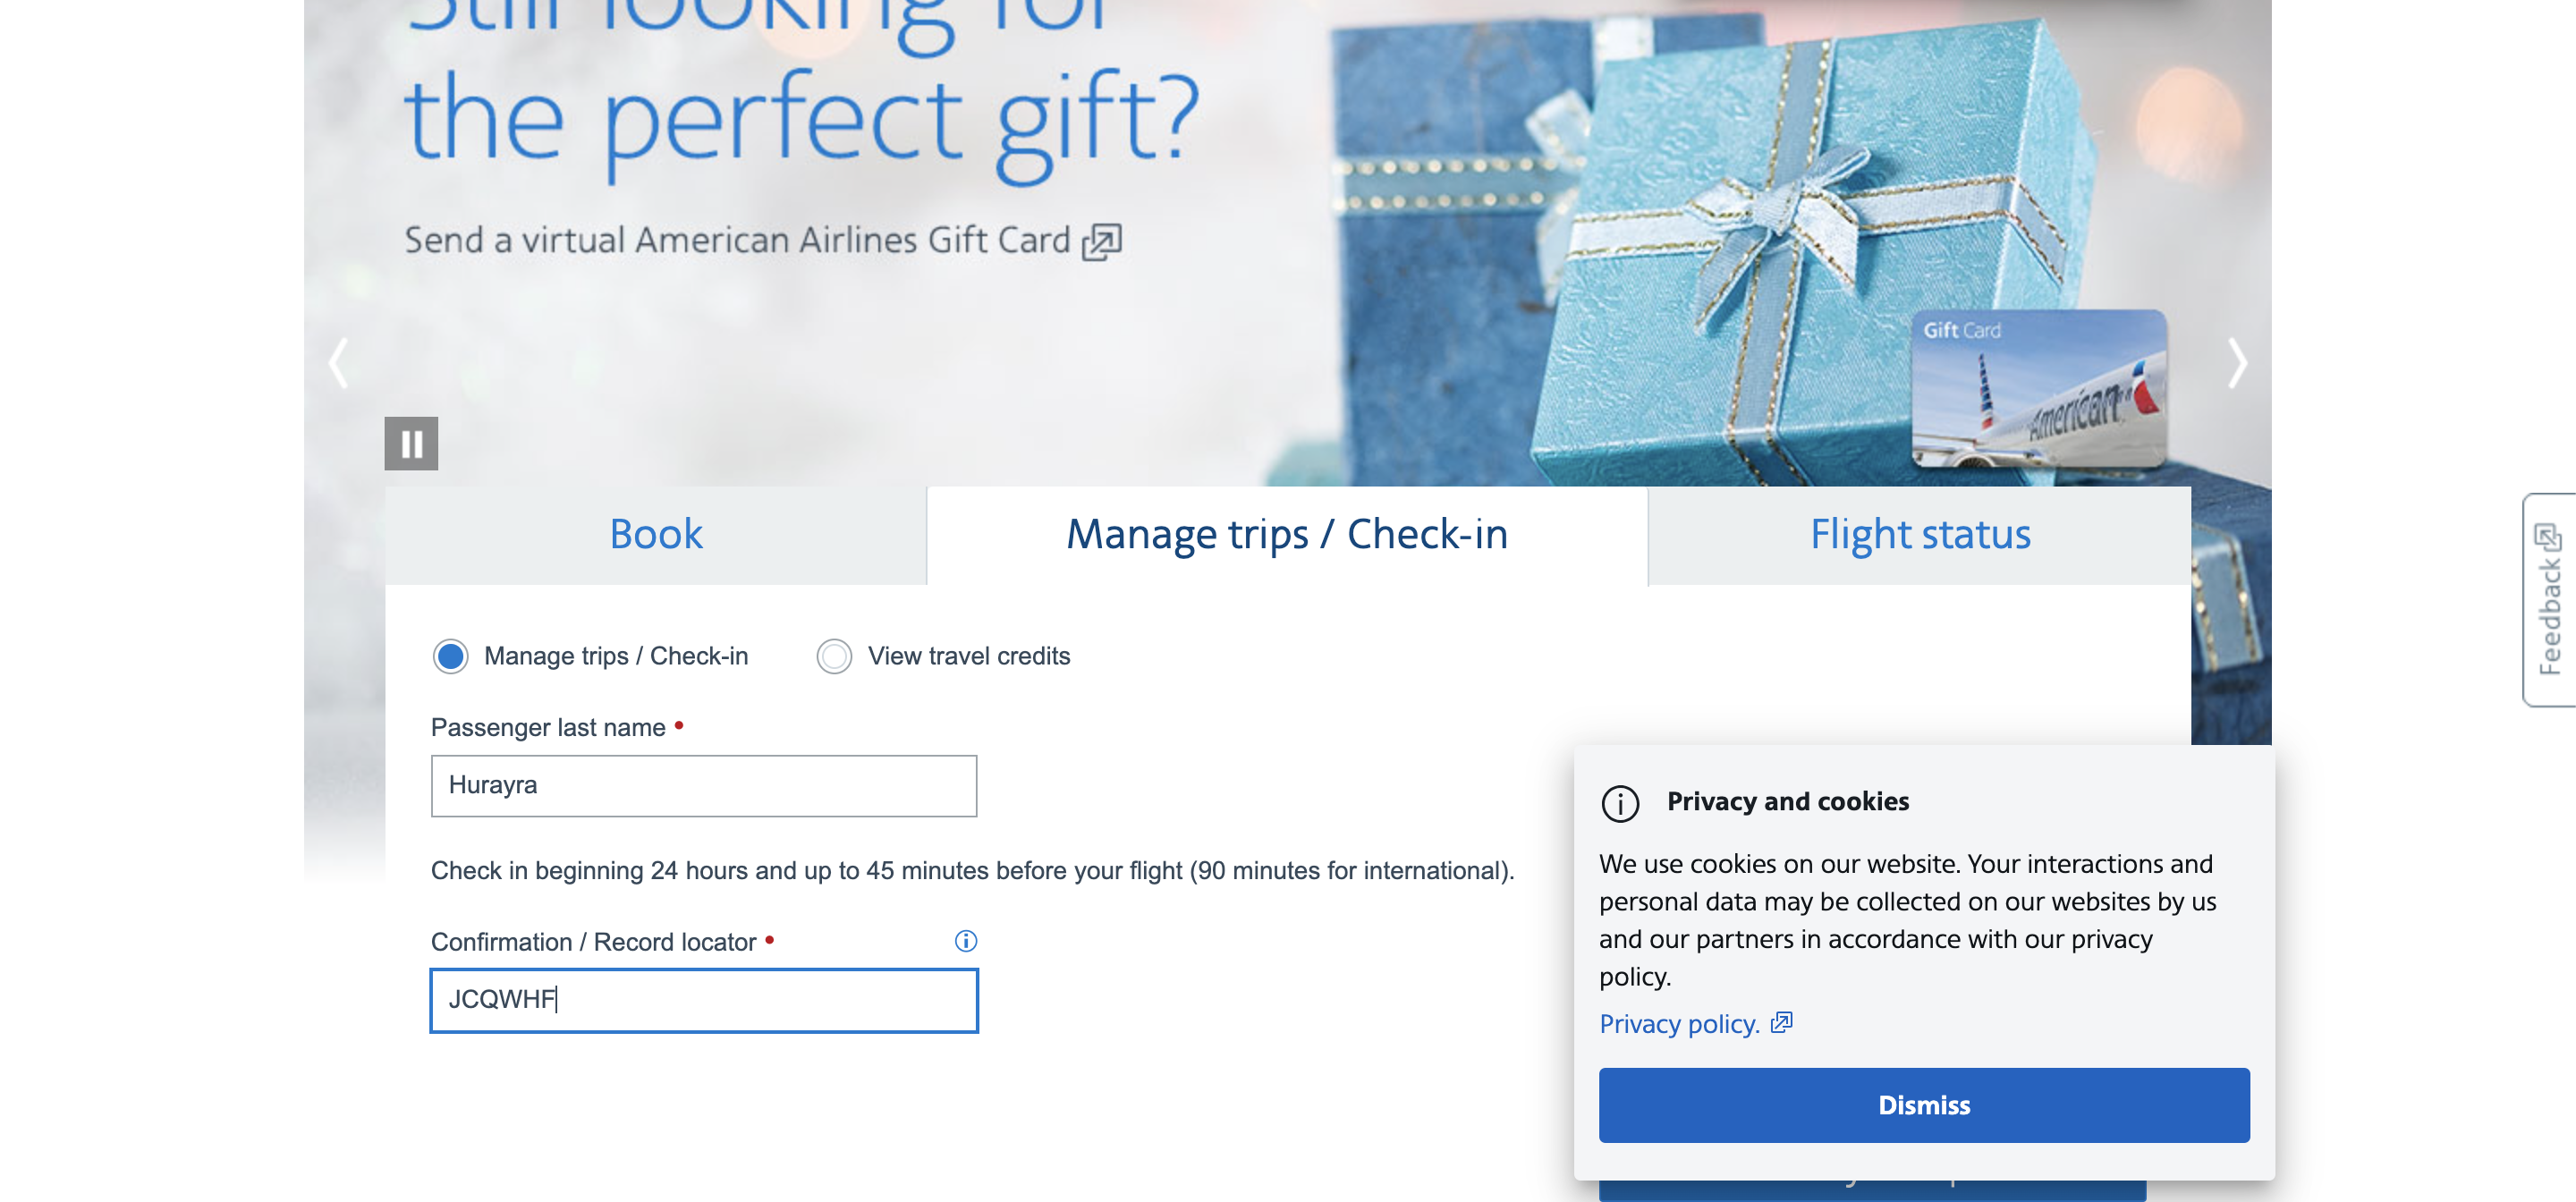 Still looking for
the perfect gift?
Send a virtual American Airlines Gift Card
Gift Card
American
Book
Manage trips / Check-in
Flight status
Feedback
Manage trips / Check-in
View travel credits
Passenger last name •
Hurayra
Check in beginning 24 hours and up to 45 minutes before your flight (90 minutes for international).
Confirmation / Record locator •
JCQWHF
Privacy and cookies
We use cookies on our website. Your interactions and
personal data may be collected on our websites by us
and our partners in accordance with our privacy
policy.
Privacy policy.
Dismiss